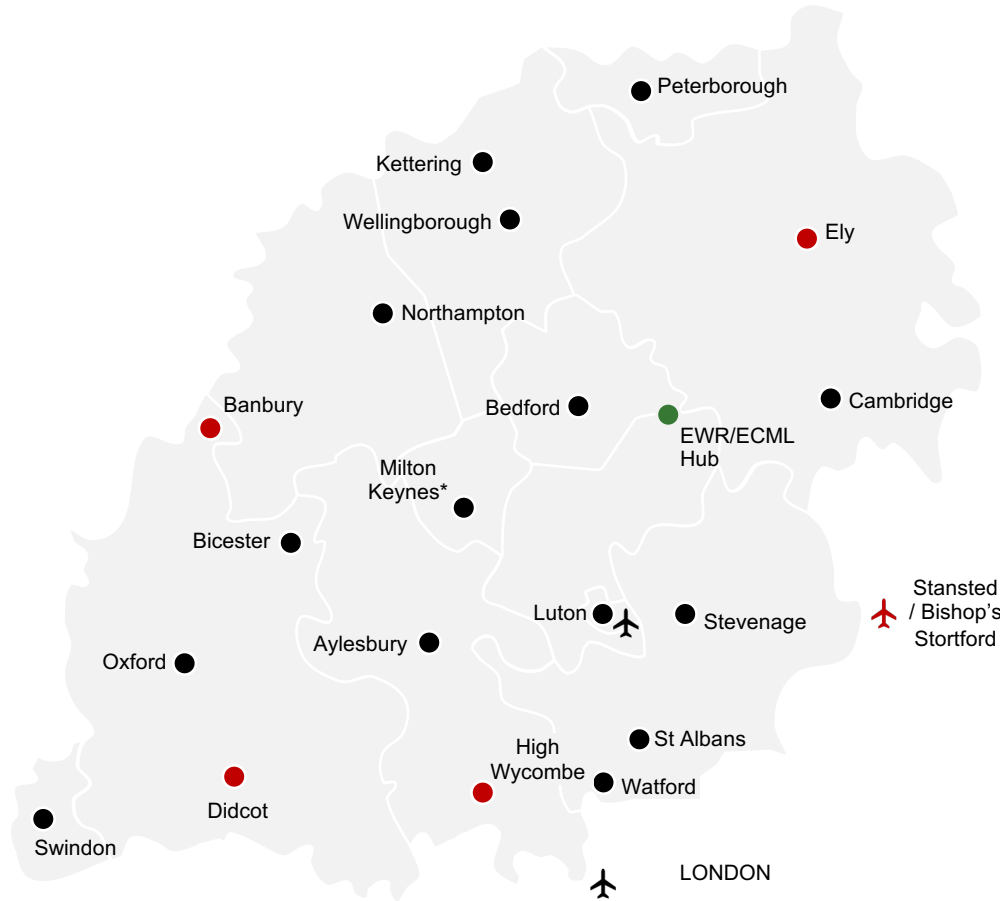 Peterborough
Kettering
Wellingborough
Ely
Northampton
Banbury
Bedford
Cambridge
EWR/ECML
Hub
Milton
Keynes*
Bicester
Stansted
/ Bishop's
Stortford
Luton
Stevenage
Aylesbury
Oxford
St Albans
High
Wycombe
Watford
Didcot
Swindon
LONDON